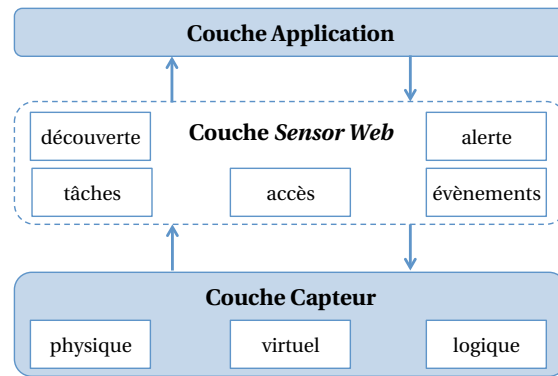 Couche Application
découverte
Couche Sensor Web
alerte
tâches
accès
évènements
Couche Capteur
physique
virtuel
logique